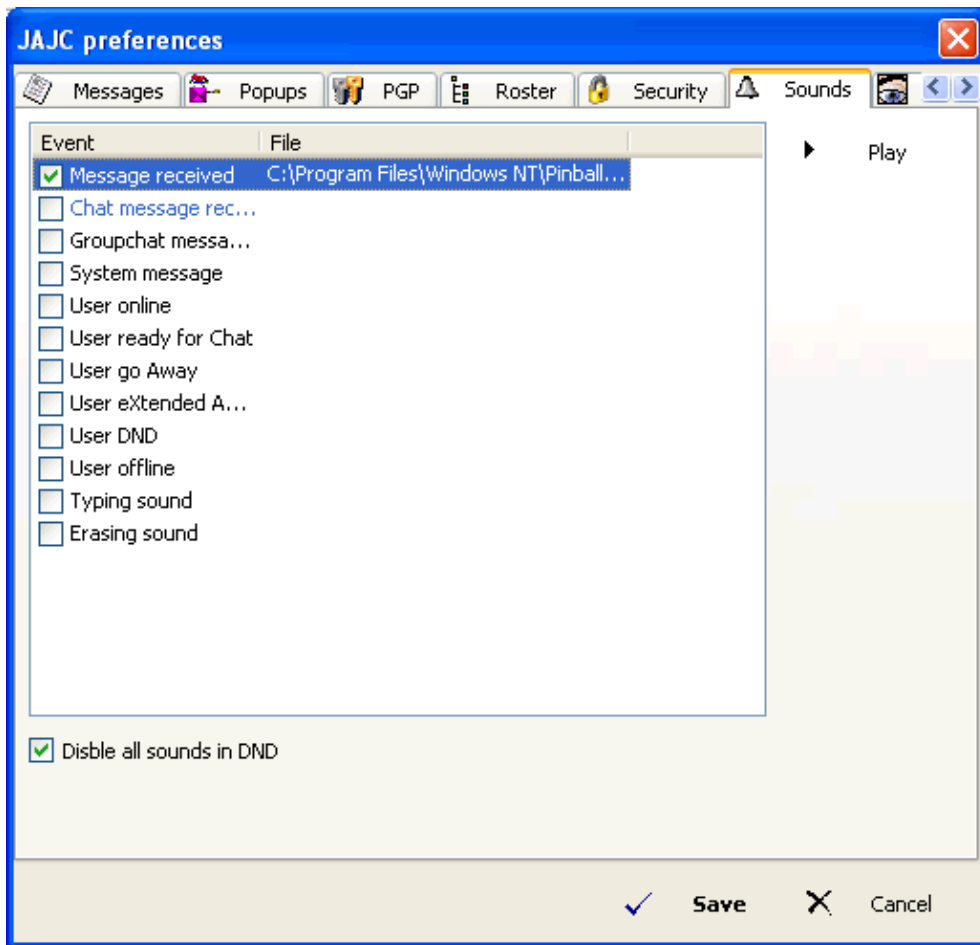 JAJC preferences
Messages Popups PGP Roster Security Sounds
Event File
Play
Message received C:\Program Files\Windows NT\Pinball...
Chat message rec...
Groupchat messa...
System message
User online
User ready for Chat
User go Away
User eXtended A...
User DND
User offline
Typing sound
Erasing sound
Disble all sounds in DND
Save Cancel